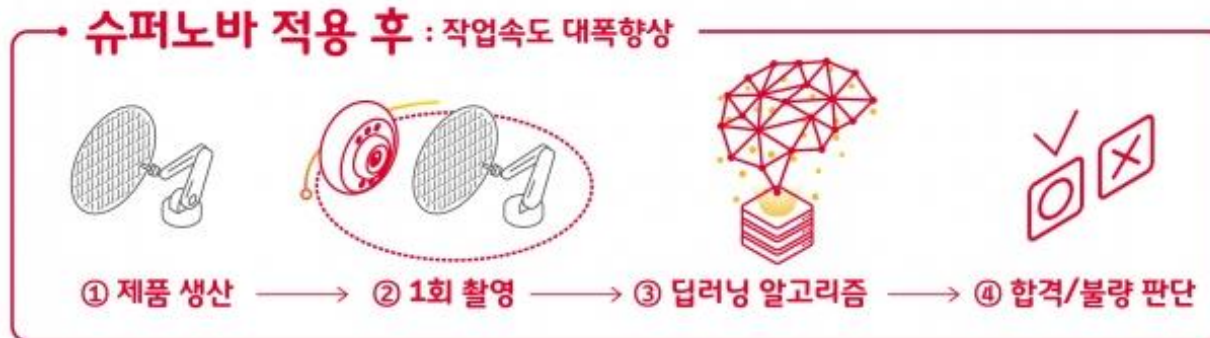 슈퍼노바 적용 후 : 작업속도 대폭향상
① 제품 생산 → ② 1회 촬영 → ③ 딥러닝 알고리즘 → ④ 합격/불량 판단